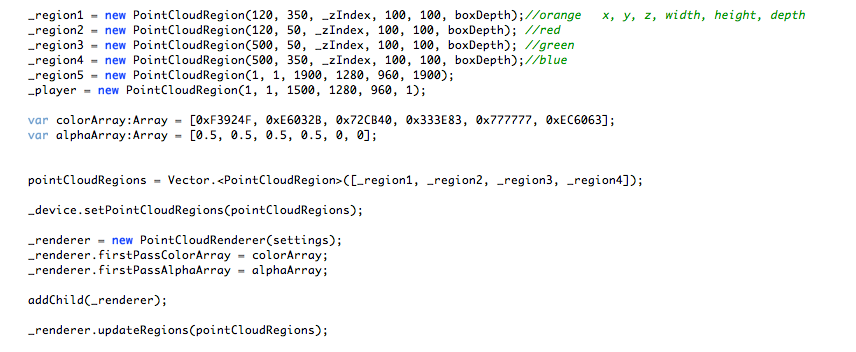 _region1 = new PointCloudRegion(120, 350, _zIndex, 100, 100, boxDepth);//orange   x, y, z, width, height, depth
_region2 = new PointCloudRegion(120, 50, _zIndex, 100, 100, boxDepth); //red
_region3 = new PointCloudRegion(500, 50, _zIndex, 100, 100, boxDepth); //green
_region4 = new PointCloudRegion(500, 350, _zIndex, 100, 100, boxDepth);//blue
_region5 = new PointCloudRegion(1, 1, 1900, 1280, 960, 1900);
_player = new PointCloudRegion(1, 1, 1500, 1280, 960, 1);
var colorArray:Array = [0xF3924F, 0xE6032B, 0x72CB40, 0x333E83, 0x777777, 0xEC6063];
var alphaArray:Array = [0.5, 0.5, 0.5, 0.5, 0, 0];
pointCloudRegions = Vector.<PointCloudRegion>([_region1, _region2, _region3, _region4]);
_device.setPointCloudRegions(pointCloudRegions);
_renderer = new PointCloudRenderer(settings);
_renderer.firstPassColorArray = colorArray;
_renderer.firstPassAlphaArray = alphaArray;
addChild(_renderer);
_renderer.updateRegions(pointCloudRegions);